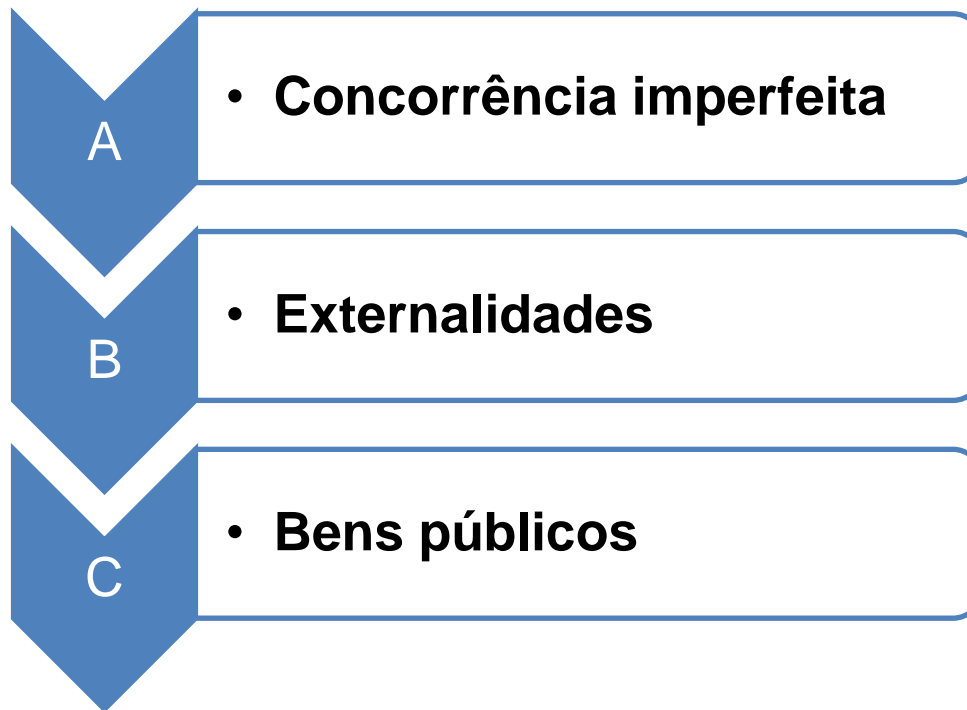 A
• Concorrência imperfeita
B
• Externalidades
C
• Bens públicos